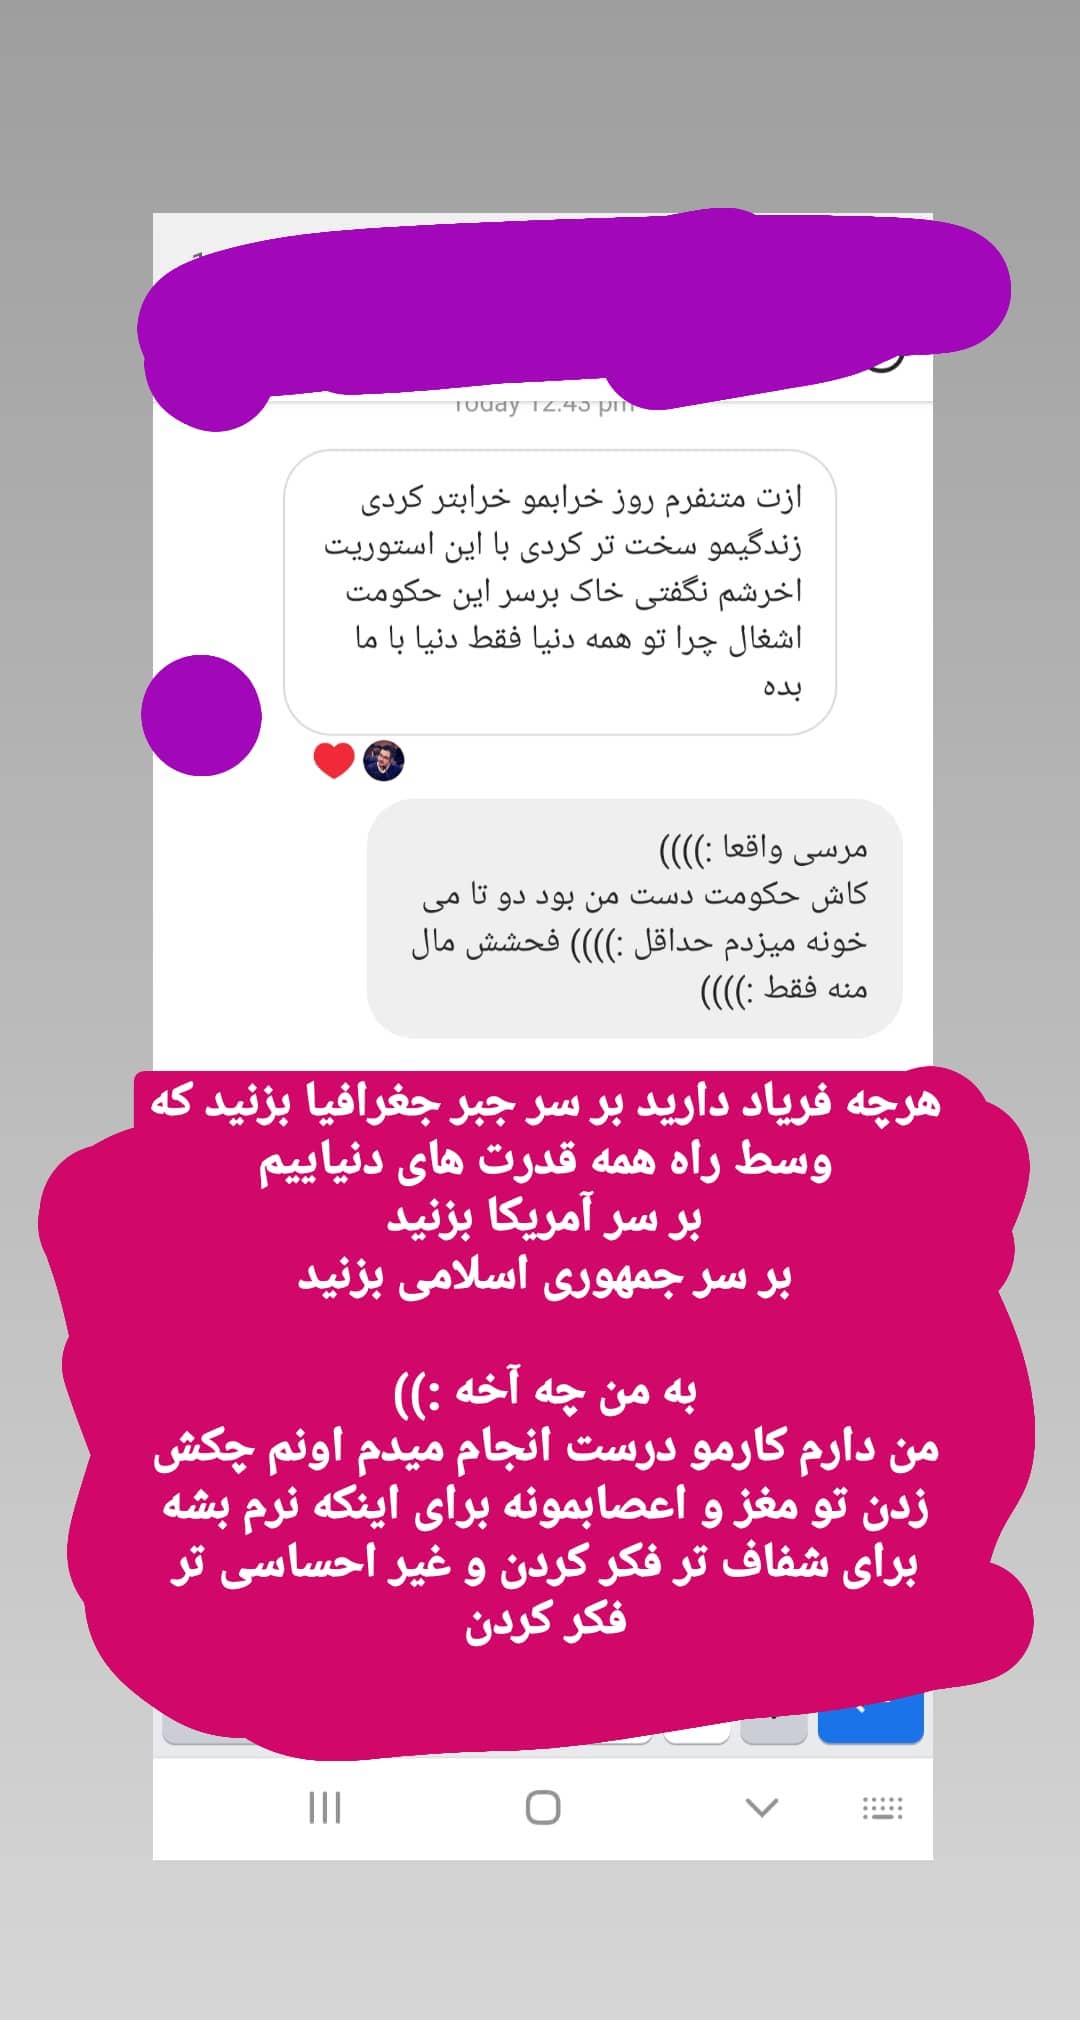 Today 12:43 pm
ازت متنفرم روز خرابمو خرابتر کردی
زندگیمو سخت تر کردی با این استوریت
اخرشم نگفتی خاک برسر این حکومت
اشغال چرا تو همه دنیا فقط دنیا با ما
بده
مرسی واقعا :))))
کاش حکومت دست من بود دو تا می
خونه میزدم حداقل :)))) فحشش مال
منه فقط :))))
هرچه فریاد دارید بر سر جبر جغرافیا بزنید که
وسط راه همه قدرت های دنیاییم
بر سر آمریکا بزنید
بر سر جمهوری اسلامی بزنید
به من چه آخه :))
من دارم کارمو درست انجام میدم اونم چکش
زدن تو مغز و اعصابمونه برای اینکه نرم بشه
برای شفاف تر فکر کردن و غیر احساسی تر
فکر کردن